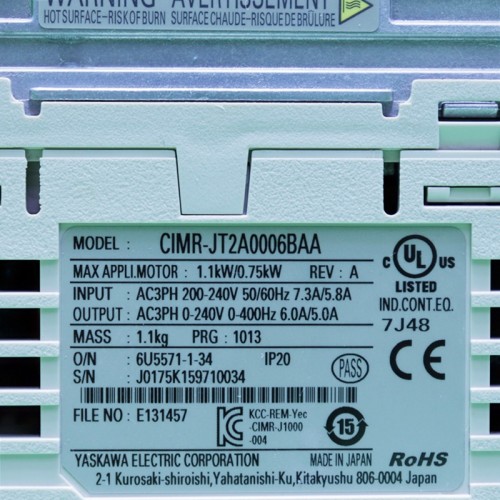 WARNING AVERTISSEMENT
HOT SURFACE-RISK OF BURN SURFACE CHAUDE-RISQUE DE BRÛLURE
MODEL : CIMR-JT2A0006BAA
MAX APPLI.MOTOR : 1.1kW/0.75kW REV : A
INPUT : AC3PH 200-240V 50/60Hz 7.3A/5.8A
OUTPUT : AC3PH 0-240V 0-400Hz 6.0A/5.0A
MASS : 1.1kg PRG : 1013
O/N : 6U5571-1-34 IP20
S/N : J0175K159710034
PASS
FILE NO : E131457
KCC-REM-Yec
-CIMR-J1000
-004
15
YASKAWA ELECTRIC CORPORATION MADE IN JAPAN RoHS
2-1 Kurosaki-shiroishi,Yahatanishi-Ku,Kitakyushu 806-0004 Japan
C UL US
LISTED
IND.CONT.EQ.
7J48
CE